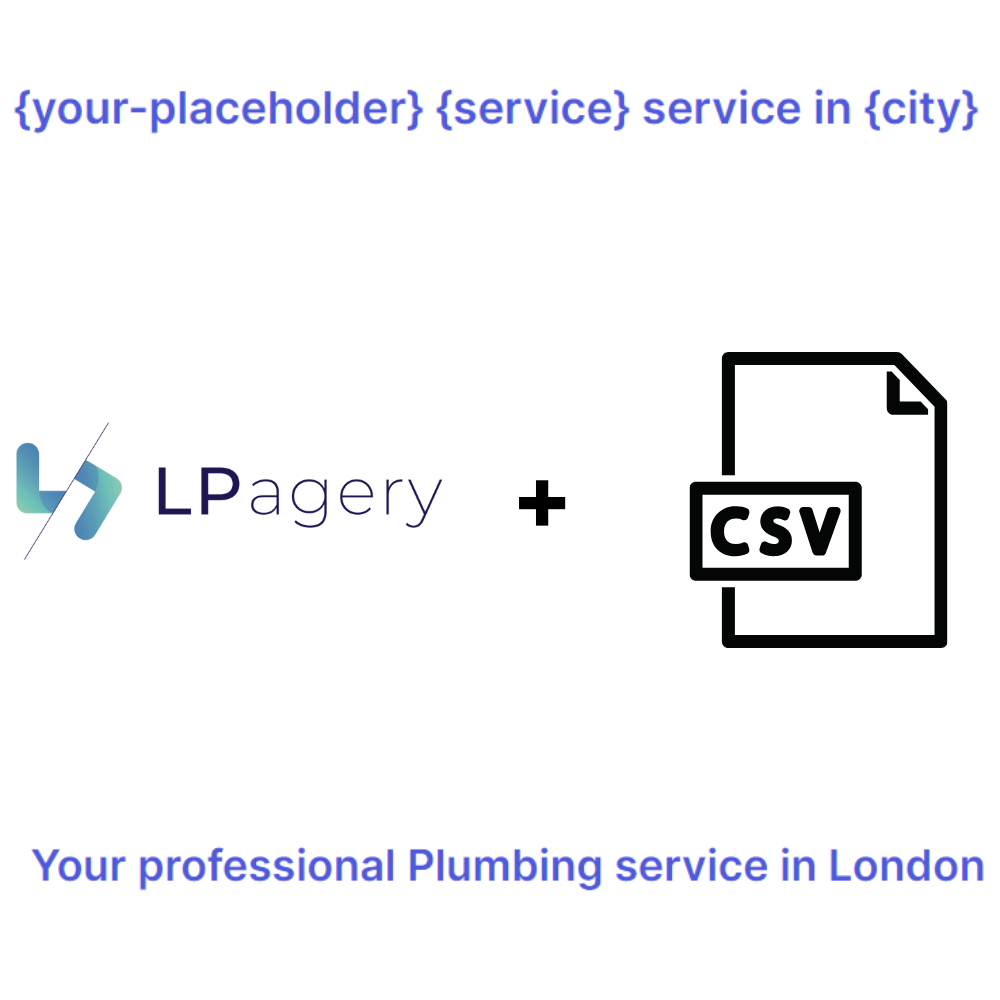 {your-placeholder} {service} service in {city}
LPagery
+
CSV
Your professional Plumbing service in London